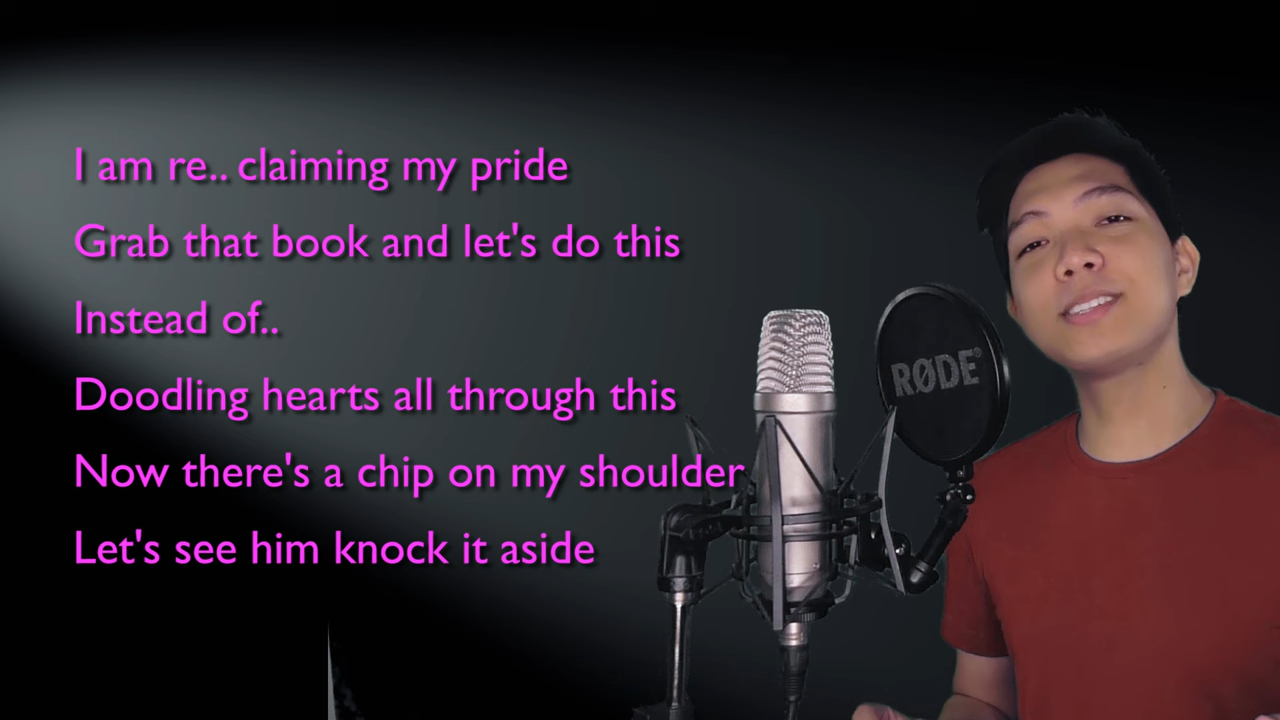 I am re.. claiming my pride
Grab that book and let's do this
Instead of..
Doodling hearts all through this
Now there's a chip on my shoulder
Let's see him knock it aside
RØDE®